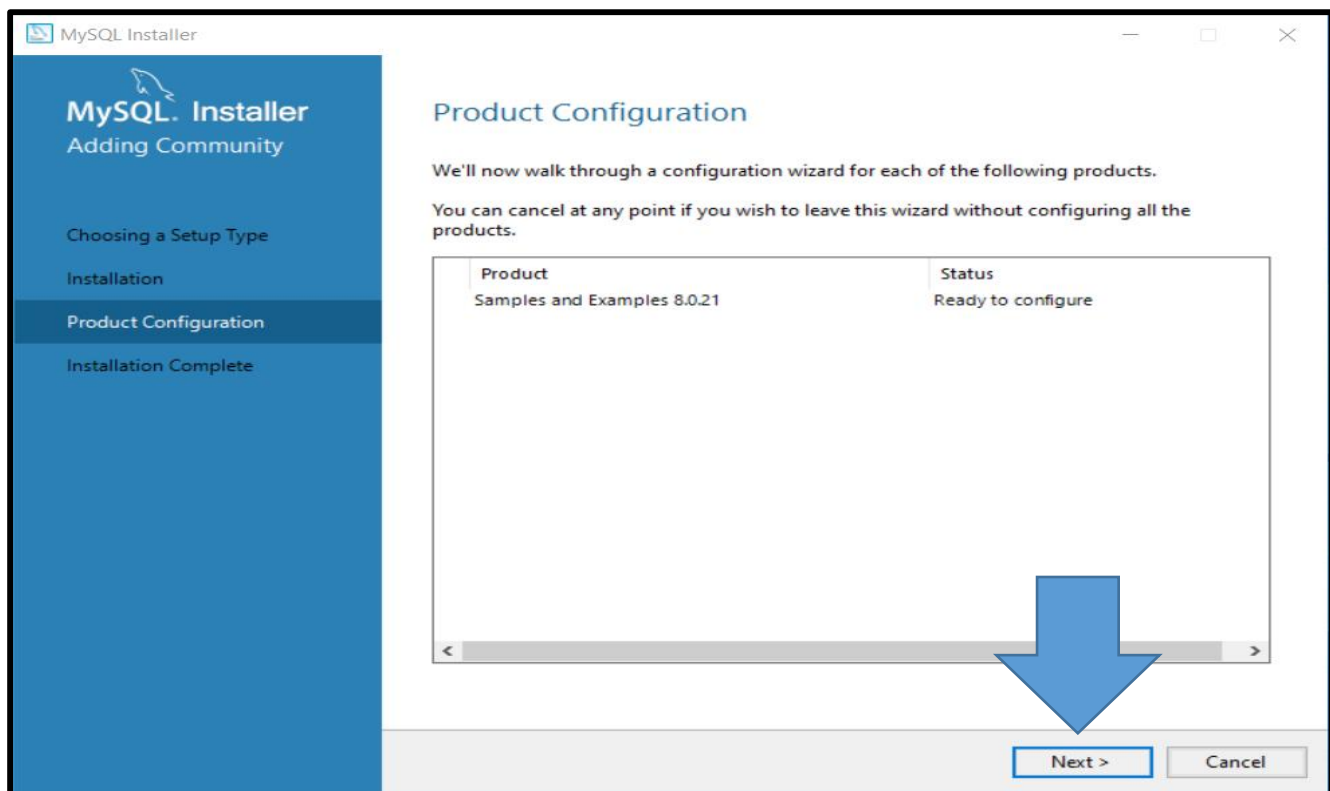 MySQL Installer
MySQL. Installer
Adding Community
Choosing a Setup Type
Installation
Product Configuration
Installation Complete
Product Configuration
We'll now walk through a configuration wizard for each of the following products.
You can cancel at any point if you wish to leave this wizard without configuring all the
products.
Product Status
Samples and Examples 8.0.21 Ready to configure
Next > Cancel